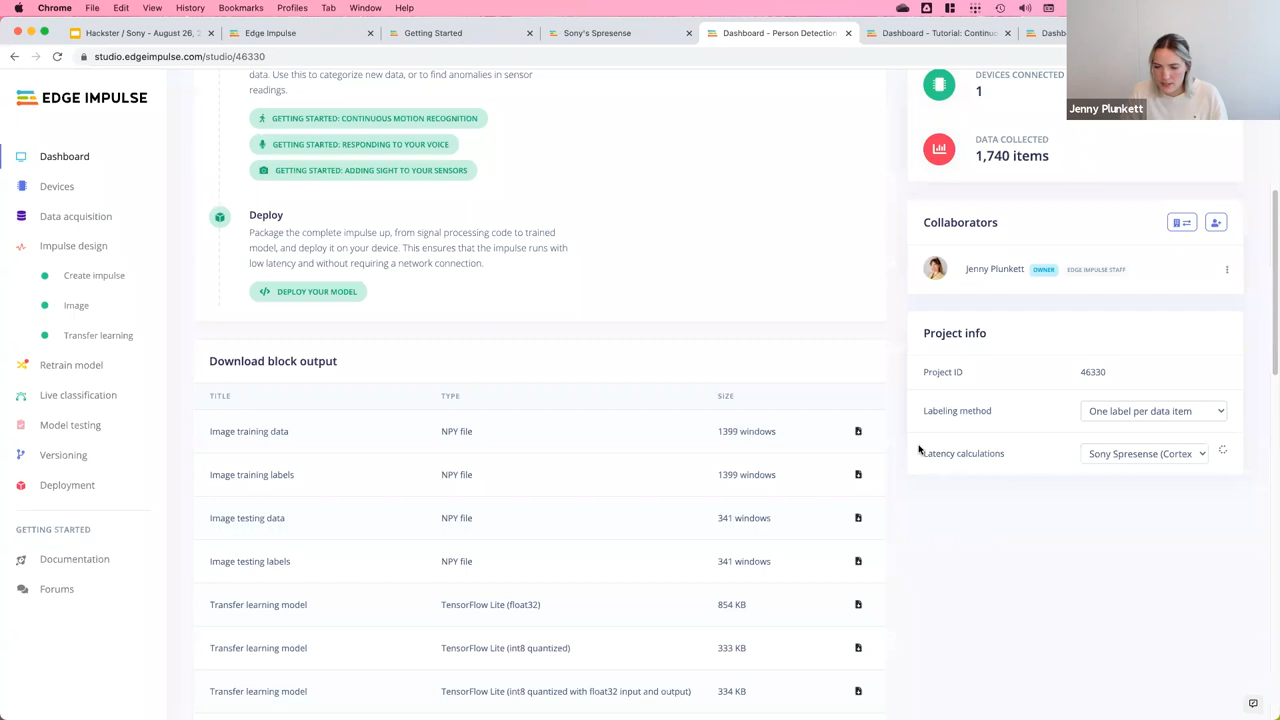 Chrome File Edit View History Bookmarks Profiles Tab Window Help
Hackster / Sony - August 26, Edge Impulse Getting Started Sony's Spresense Dashboard - Person Detection Dashboard - Tutorial: Continuo Dashb
studio.edgeimpulse.com/studio/46330
Jenny Plunkett
EDGE IMPULSE
Dashboard
Devices
Data acquisition
Impulse design
Create impulse
Image
Transfer learning
Retrain model
Live classification
Model testing
Versioning
Deployment
GETTING STARTED
Documentation
Forums
data. Use this to categorize new data, or to find anomalies in sensor
readings.
GETTING STARTED: CONTINUOUS MOTION RECOGNITION
GETTING STARTED: RESPONDING TO YOUR VOICE
GETTING STARTED: ADDING SIGHT TO YOUR SENSORS
Deploy
Package the complete impulse up, from signal processing code to trained
model, and deploy it on your device. This ensures that the impulse runs with
low latency and without requiring a network connection.
DEPLOY YOUR MODEL
Download block output
TITLE TYPE SIZE
Image training data NPY file 1399 windows
Image training labels NPY file 1399 windows
Image testing data NPY file 341 windows
Image testing labels NPY file 341 windows
Transfer learning model TensorFlow Lite (float32) 854 KB
Transfer learning model TensorFlow Lite (int8 quantized) 333 KB
Transfer learning model TensorFlow Lite (int8 quantized with float32 input and output) 334 KB
DEVICES CONNECTED
1
DATA COLLECTED
1,740 items
Collaborators
Jenny Plunkett OWNER EDGE IMPULSE STAFF
Project info
Project ID 46330
Labeling method One label per data item
Latency calculations Sony Spresense (Cortex